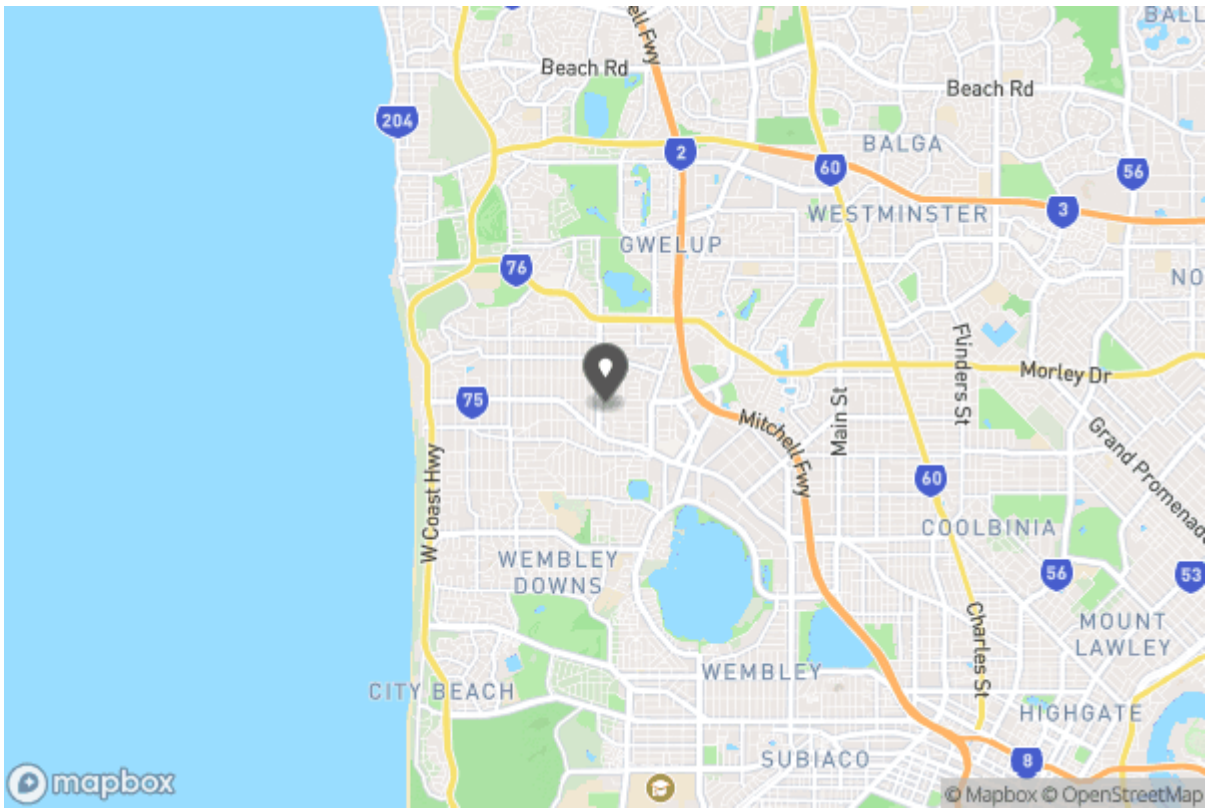 BALL
ell Fwy
Beach Rd
Beach Rd
204
2
BALGA
60
56
WESTMINSTER
3
GWELUP
76
NO
Flinders St
Morley Dr
75
Main St
Mitchell Fwy
Grand Promenade
W Coast Hwy
60
COOLBINIA
WEMBLEY
DOWNS
56
53
MOUNT
LAWLEY
Charles St
WEMBLEY
CITY BEACH
HIGHGATE
SUBIACO
8
mapbox
© Mapbox © OpenStreetMap